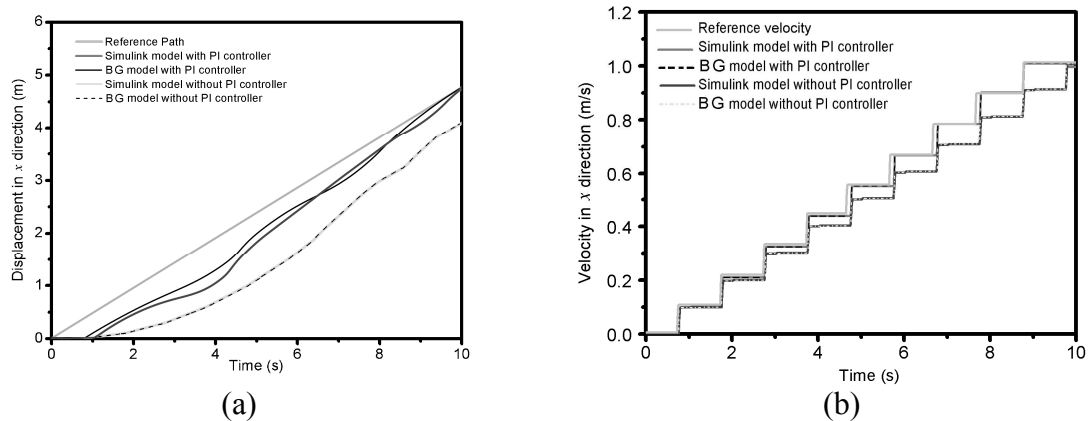 Reference Path
Simulink model with PI controller
BG model with PI controller
Simulink model without PI controller
BG model without PI controller
Displacement in x direction (m)
6
5
4
3
2
1
0
0
2
4
6
8
10
Time (s)
(a)
Reference velocity
Simulink model with PI controller
BG model with PI controller
Simulink model without PI controller
BG model without PI controller
Velocity in x direction (m/s)
1.2
1.0
0.8
0.6
0.4
0.2
0.0
0
2
4
6
8
10
Time (s)
(b)